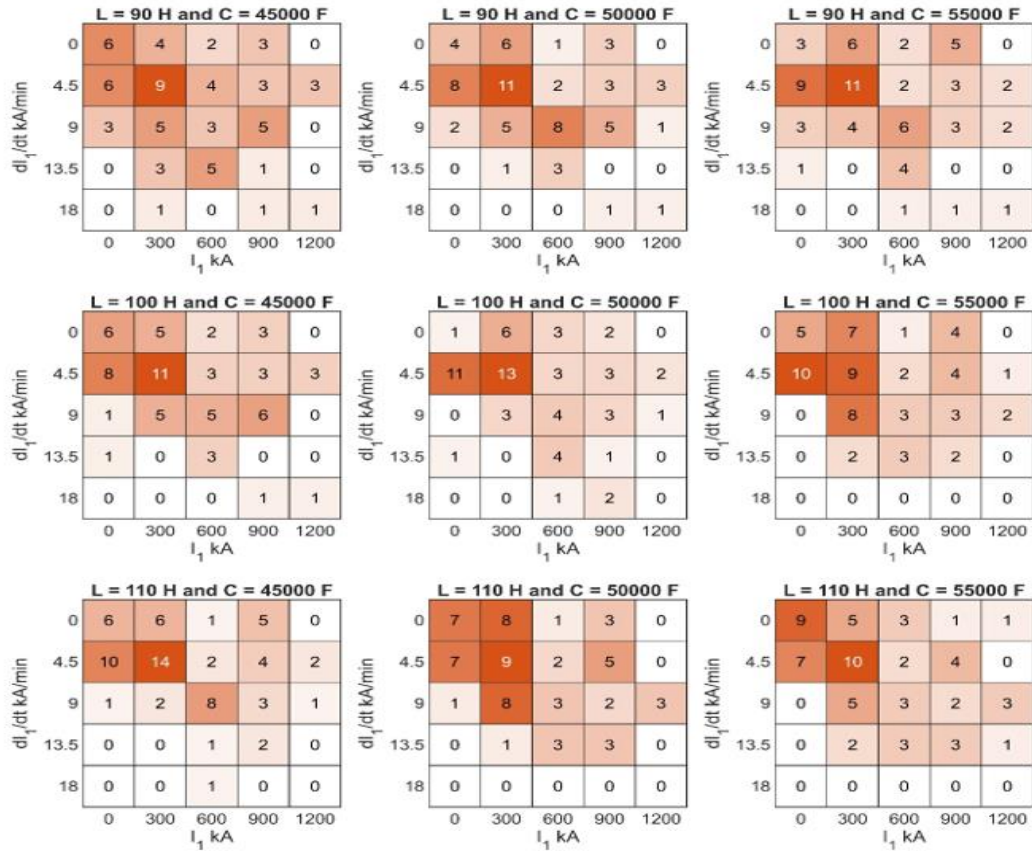 L = 90 H and C = 45000 F
dI_1/dt kA/min
0 6 4 2 3 0
4.5 6 9 4 3 3
9 3 5 3 5 0
13.5 0 3 5 1 0
18 0 1 0 1 1
0 300 600 900 1200
I_1 kA
L = 90 H and C = 50000 F
dI_1/dt kA/min
0 4 6 1 3 0
4.5 8 11 2 3 3
9 2 5 8 5 1
13.5 0 1 3 0 0
18 0 0 0 1 1
0 300 600 900 1200
I_1 kA
L = 90 H and C = 55000 F
dI_1/dt kA/min
0 3 6 2 5 0
4.5 9 11 2 3 2
9 3 4 6 3 2
13.5 1 0 4 0 0
18 0 0 1 1 1
0 300 600 900 1200
I_1 kA
L = 100 H and C = 45000 F
dI_1/dt kA/min
0 6 5 2 3 0
4.5 8 11 3 3 3
9 1 5 5 6 0
13.5 1 0 3 0 0
18 0 0 0 1 1
0 300 600 900 1200
I_1 kA
L = 100 H and C = 50000 F
dI_1/dt kA/min
0 1 6 3 2 0
4.5 11 13 3 3 2
9 0 3 4 3 1
13.5 1 0 4 1 0
18 0 0 1 2 0
0 300 600 900 1200
I_1 kA
L = 100 H and C = 55000 F
dI_1/dt kA/min
0 5 7 1 4 0
4.5 10 9 2 4 1
9 0 8 3 3 2
13.5 0 2 3 2 0
18 0 0 0 0 0
0 300 600 900 1200
I_1 kA
L = 110 H and C = 45000 F
dI_1/dt kA/min
0 6 6 1 5 0
4.5 10 14 2 4 2
9 1 2 8 3 1
13.5 0 0 1 2 0
18 0 0 1 0 0
0 300 600 900 1200
I_1 kA
L = 110 H and C = 50000 F
dI_1/dt kA/min
0 7 8 1 3 0
4.5 7 9 2 5 0
9 1 8 3 2 3
13.5 0 1 3 3 0
18 0 0 0 0 0
0 300 600 900 1200
I_1 kA
L = 110 H and C = 55000 F
dI_1/dt kA/min
0 9 5 3 1 1
4.5 7 10 2 4 0
9 0 5 3 2 3
13.5 0 2 3 3 1
18 0 0 0 0 0
0 300 600 900 1200
I_1 kA